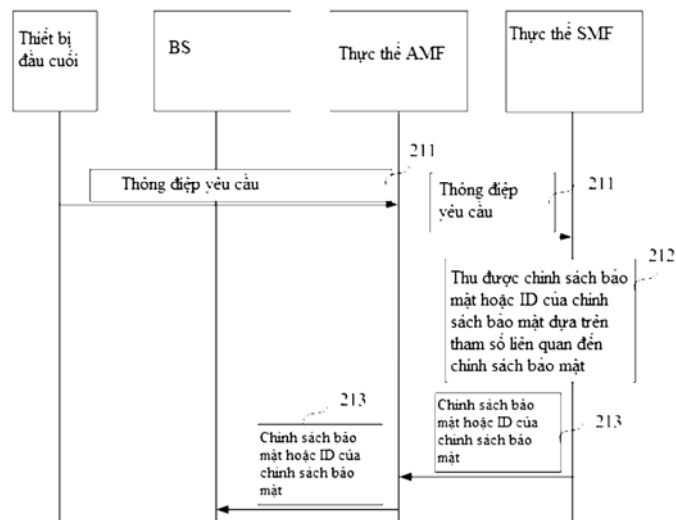 Thiết bị
đầu cuối
BS
Thực thể AMF
Thực thể SMF
211
Thông điệp yêu cầu
211
Thông điệp
yêu cầu
212
Thu được chính sách bảo
mật hoặc ID của chính
sách bảo mật dựa trên
tham số liên quan đến
chính sách bảo mật
213
Chính sách bảo
mật hoặc ID của
chính sách bảo
mật
213
Chính sách bảo
mật hoặc ID của
chính sách bảo
mật